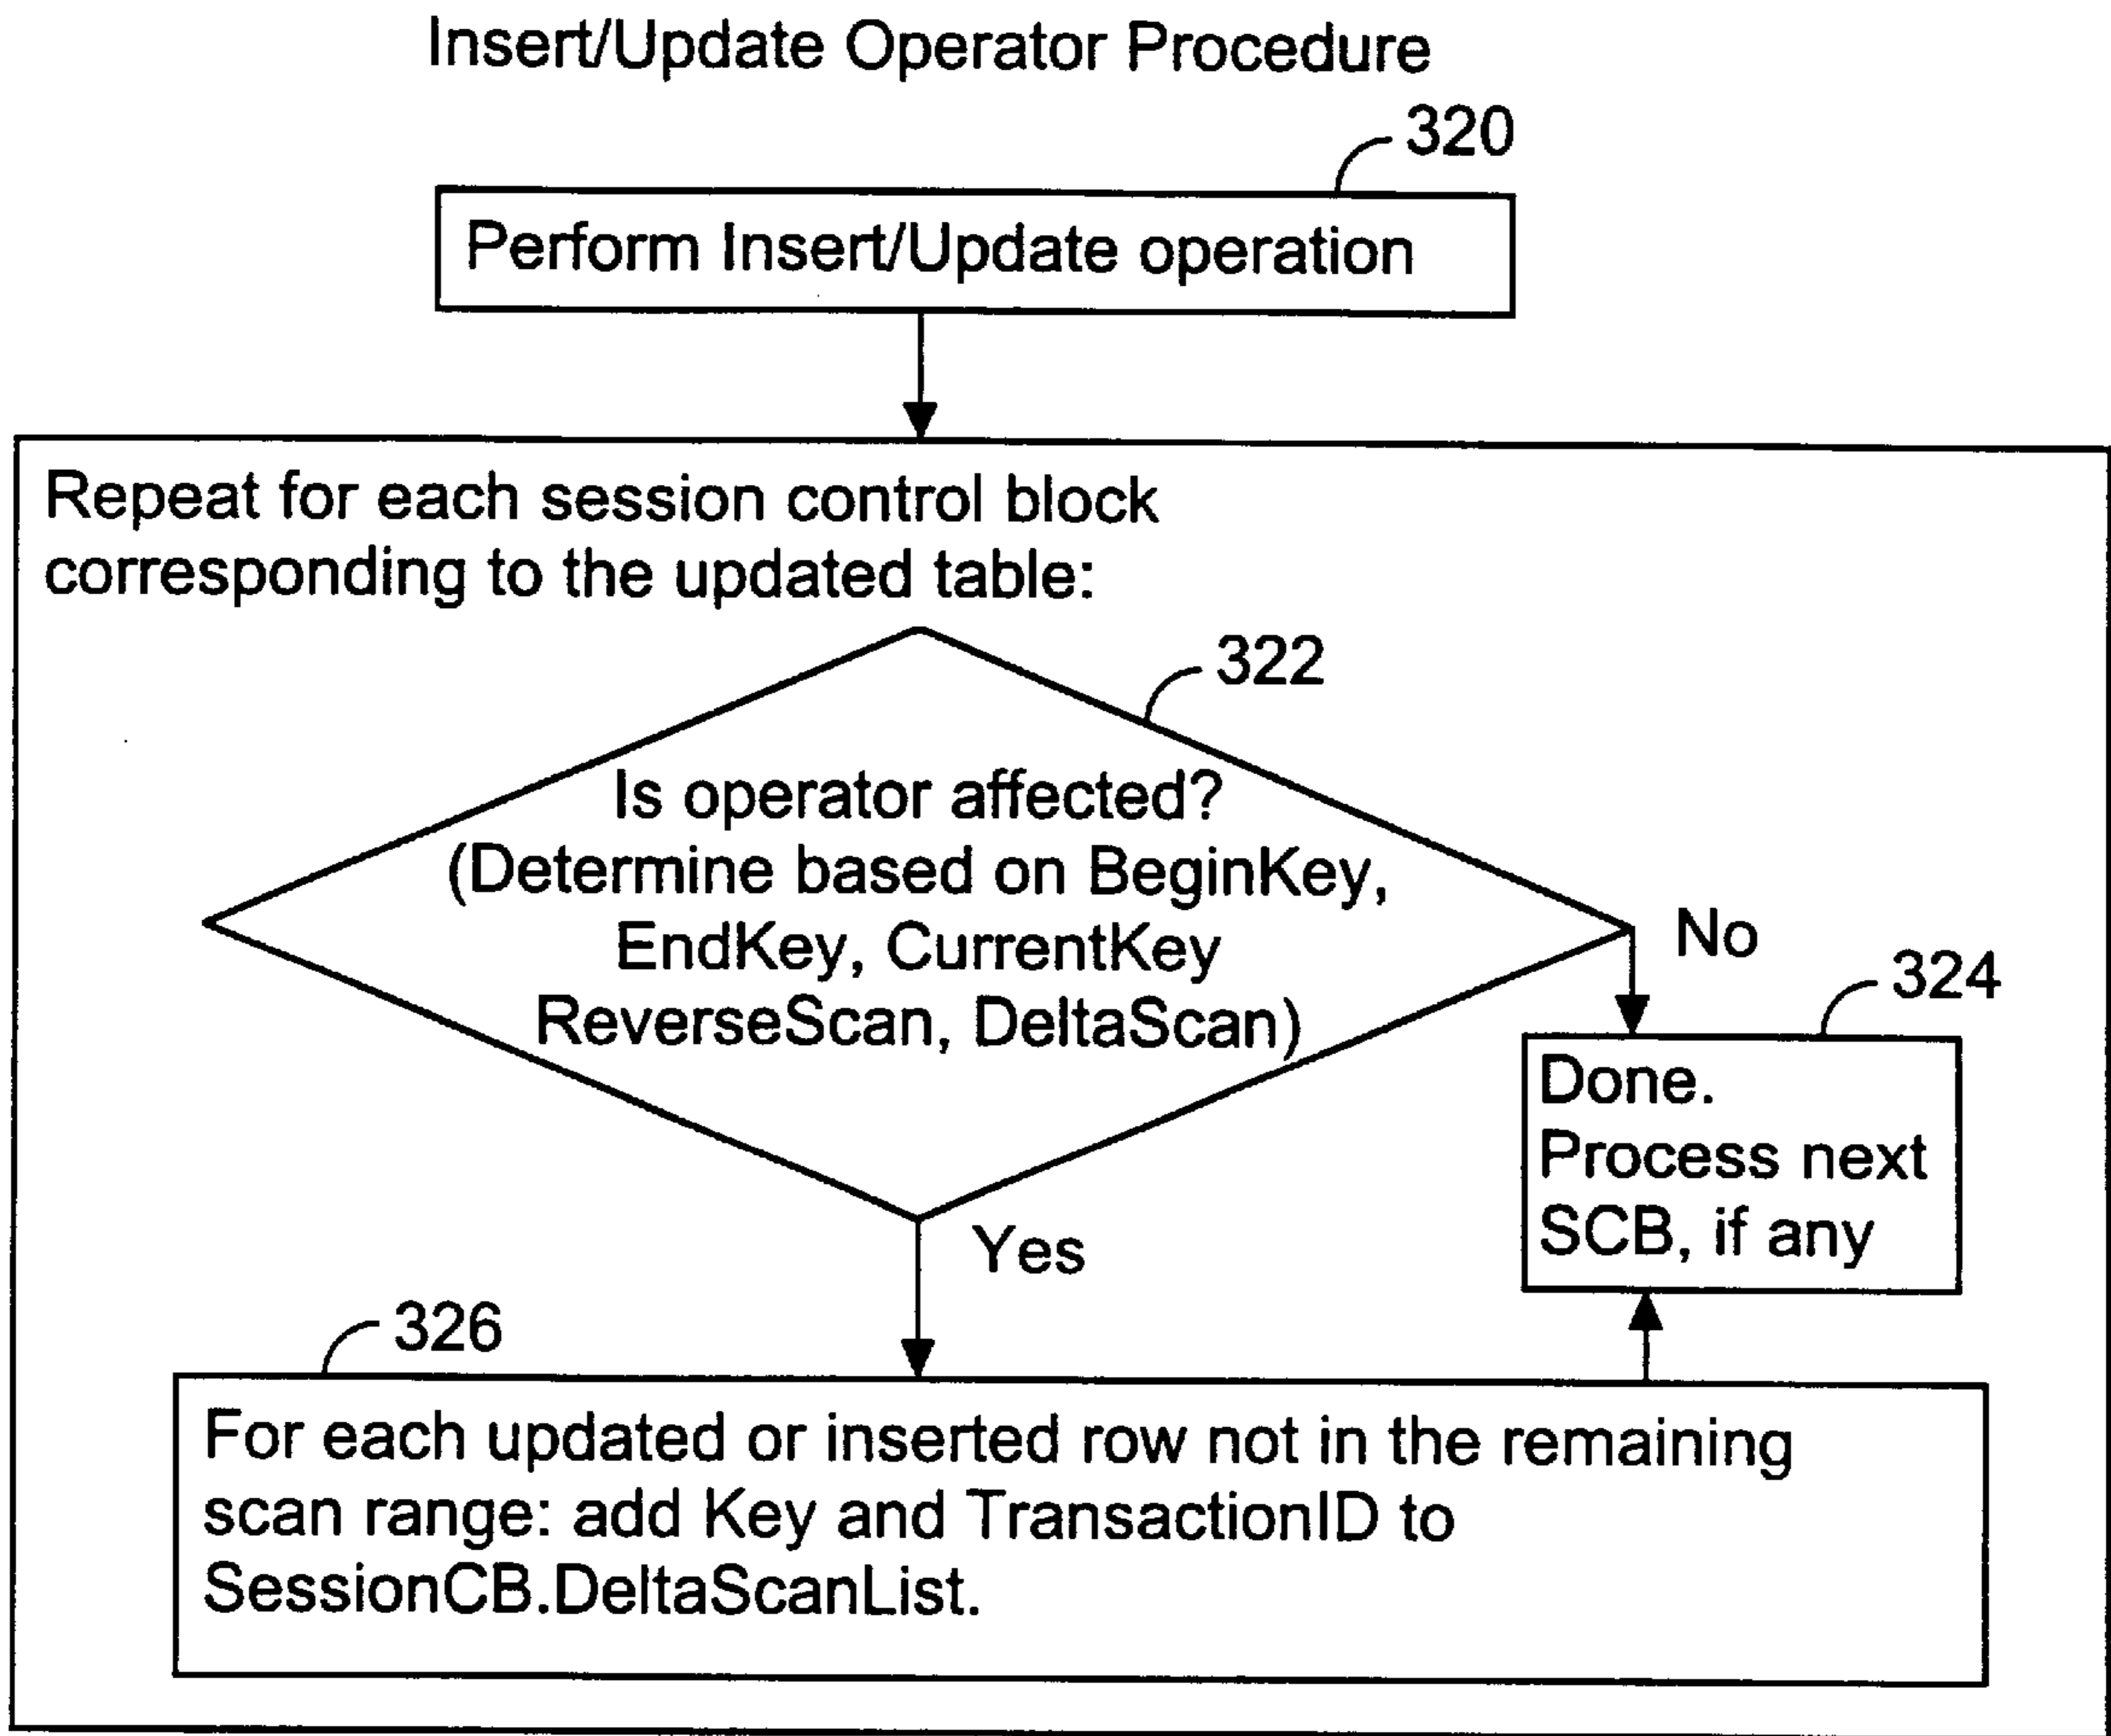 Insert/Update Operator Procedure
320
Perform Insert/Update operation
Repeat for each session control block
corresponding to the updated table:
322
Is operator affected?
(Determine based on BeginKey,
EndKey, CurrentKey
ReverseScan, DeltaScan)
No
324
Done.
Process next
SCB, if any
Yes
326
For each updated or inserted row not in the remaining
scan range: add Key and TransactionID to
SessionCB.DeltaScanList.